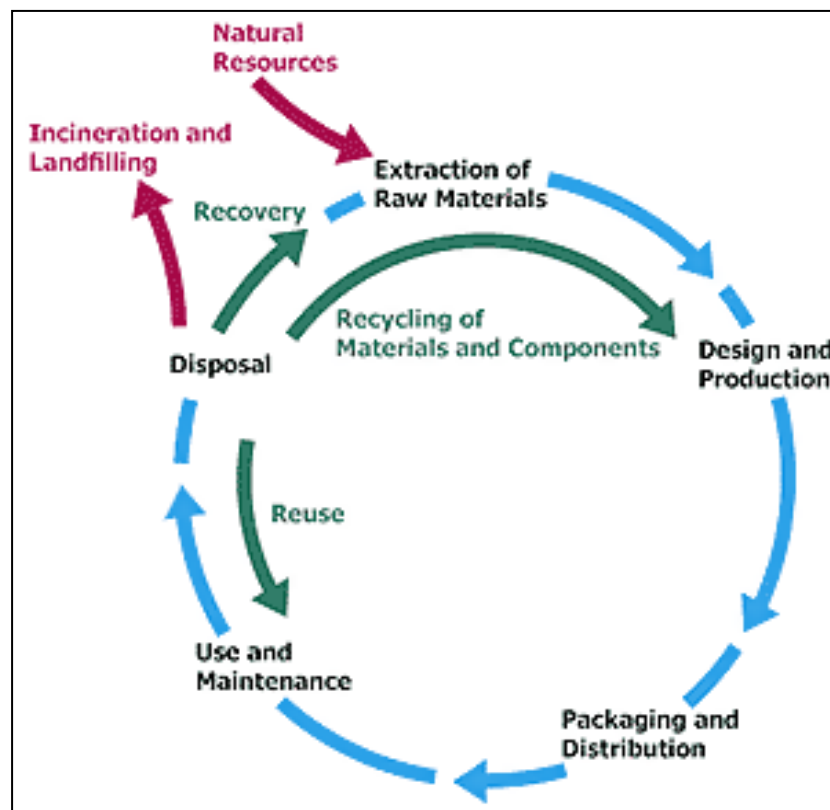 Natural
Resources
Incineration and
Landfilling
Extraction of
Raw Materials
Recovery
Recycling of
Materials and Components
Design and
Production
Disposal
Reuse
Use and
Maintenance
Packaging and
Distribution